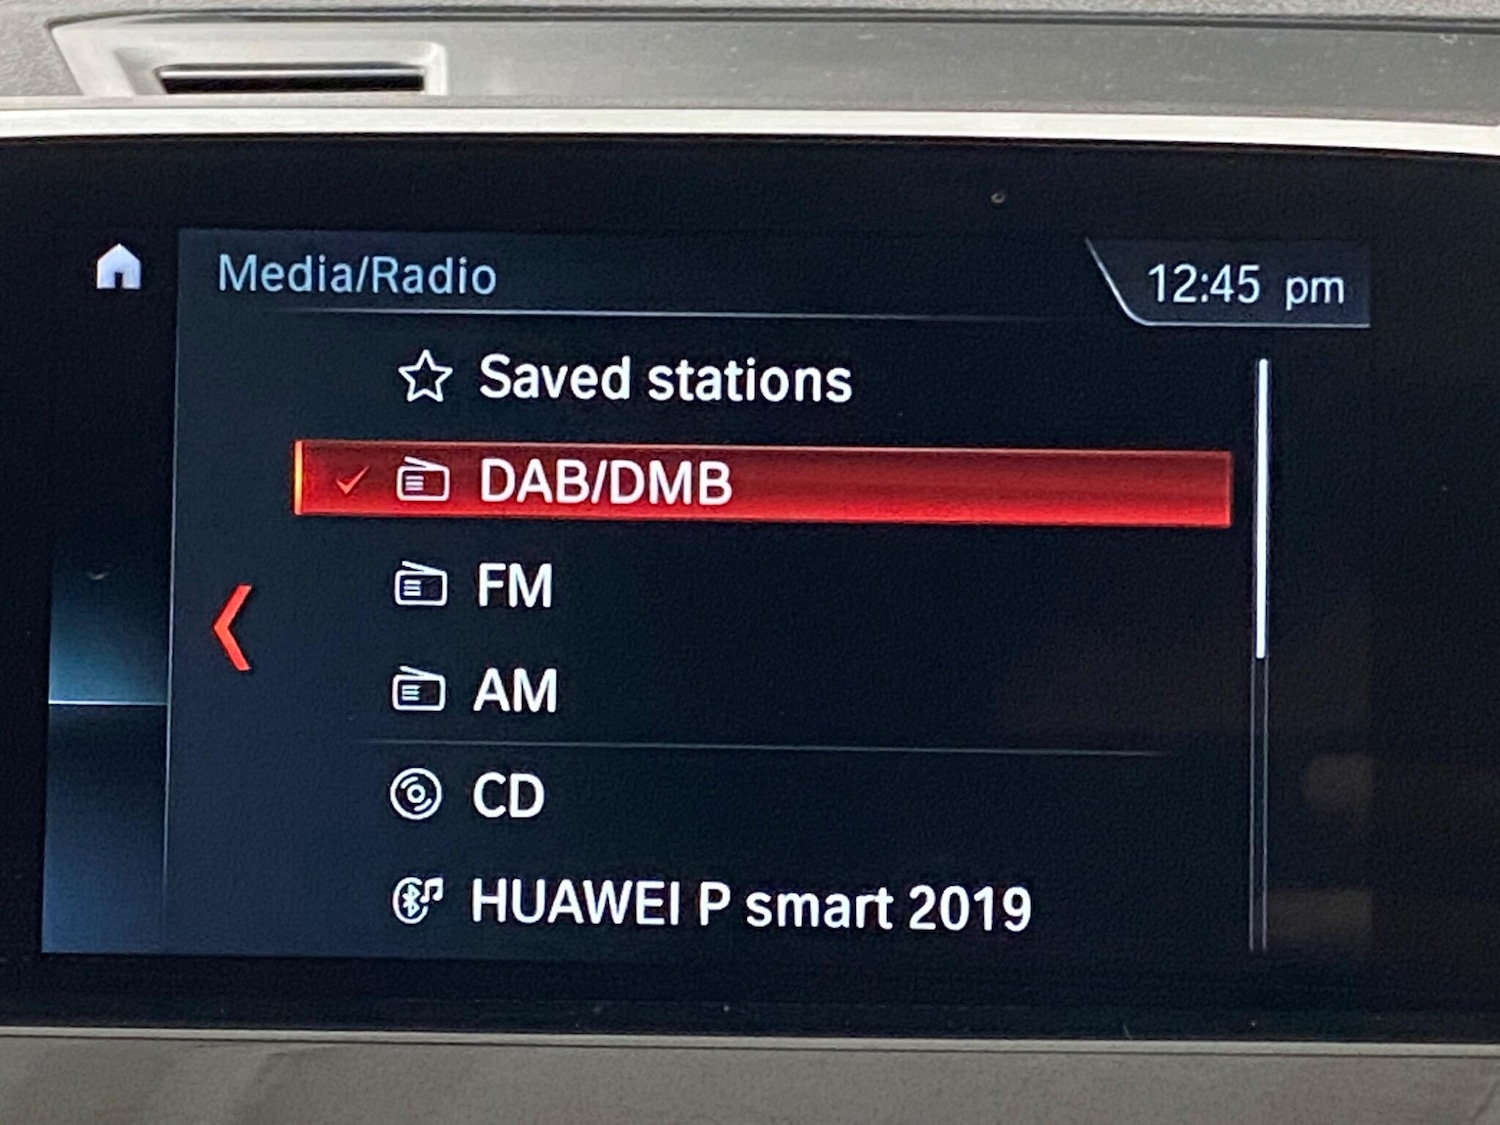 Media/Radio
12:45 pm
Saved stations
DAB/DMB
FM
AM
CD
HUAWEI P smart 2019